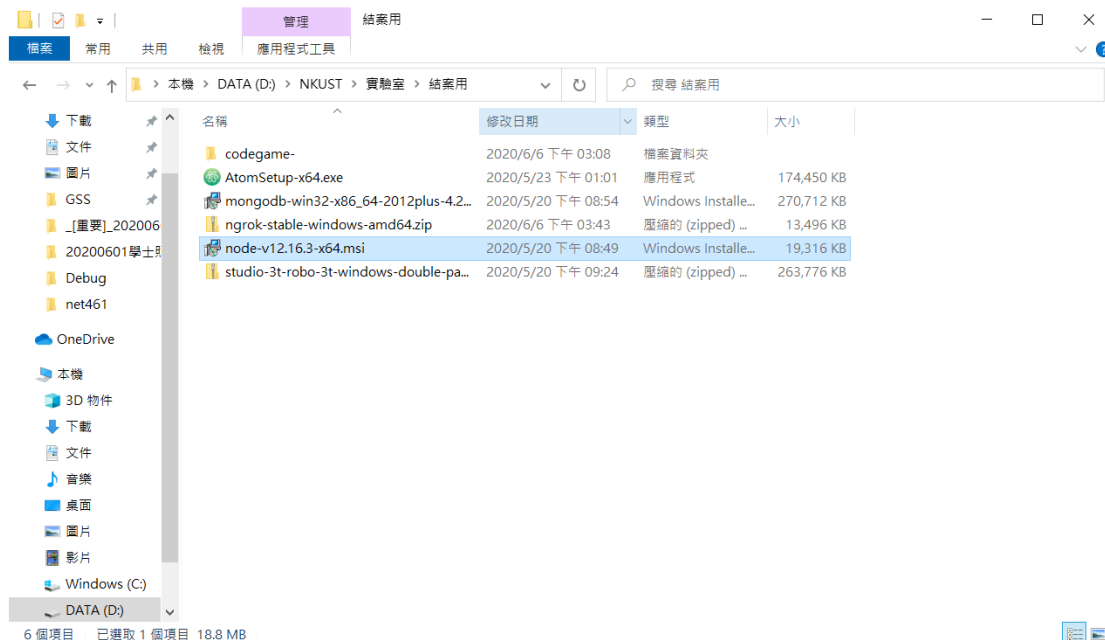 管理
結案用
檔案
常用
共用
檢視
應用程式工具
本機 > DATA (D:) > NKUST > 實驗室 > 結案用
搜尋 結案用
名稱
修改日期
類型
大小
codegame-
2020/6/6 下午 03:08
檔案資料夾
AtomSetup-x64.exe
2020/5/23 下午 01:01
應用程式
174,450 KB
mongodb-win32-x86_64-2012plus-4.2...
2020/5/20 下午 08:54
Windows Installe...
270,712 KB
ngrok-stable-windows-amd64.zip
2020/6/6 下午 03:43
壓縮的 (zipped) ...
13,496 KB
node-v12.16.3-x64.msi
2020/5/20 下午 08:49
Windows Installe...
19,316 KB
studio-3t-robo-3t-windows-double-pa...
2020/5/20 下午 09:24
壓縮的 (zipped) ...
263,776 KB
下載
文件
圖片
GSS
_[重要]_202006
20200601學士
Debug
net461
OneDrive
本機
3D 物件
下載
文件
音樂
桌面
圖片
影片
Windows (C:)
DATA (D:)
6 個項目
已選取 1 個項目 18.8 MB